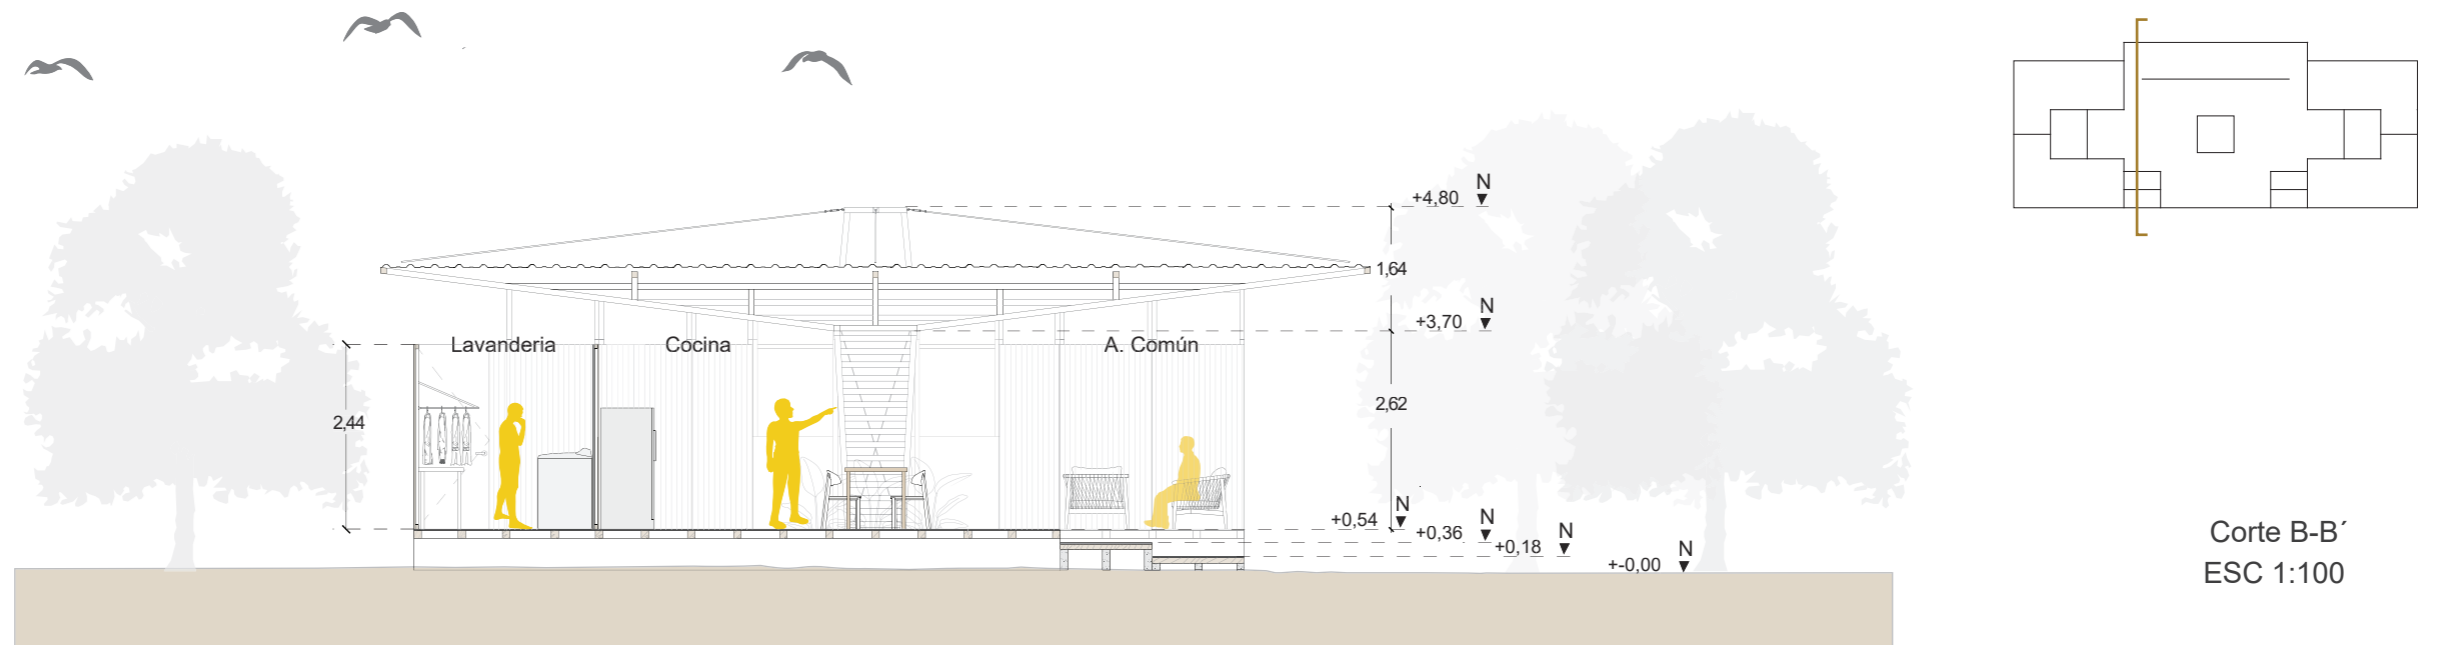 N
+4,80
1,64
N
+3,70
Lavanderia
Cocina
A. Común
2,44
2,62
N
+0,54
N
+0,36
N
+0,18
N
+-0,00
Corte B-B´
ESC 1:100